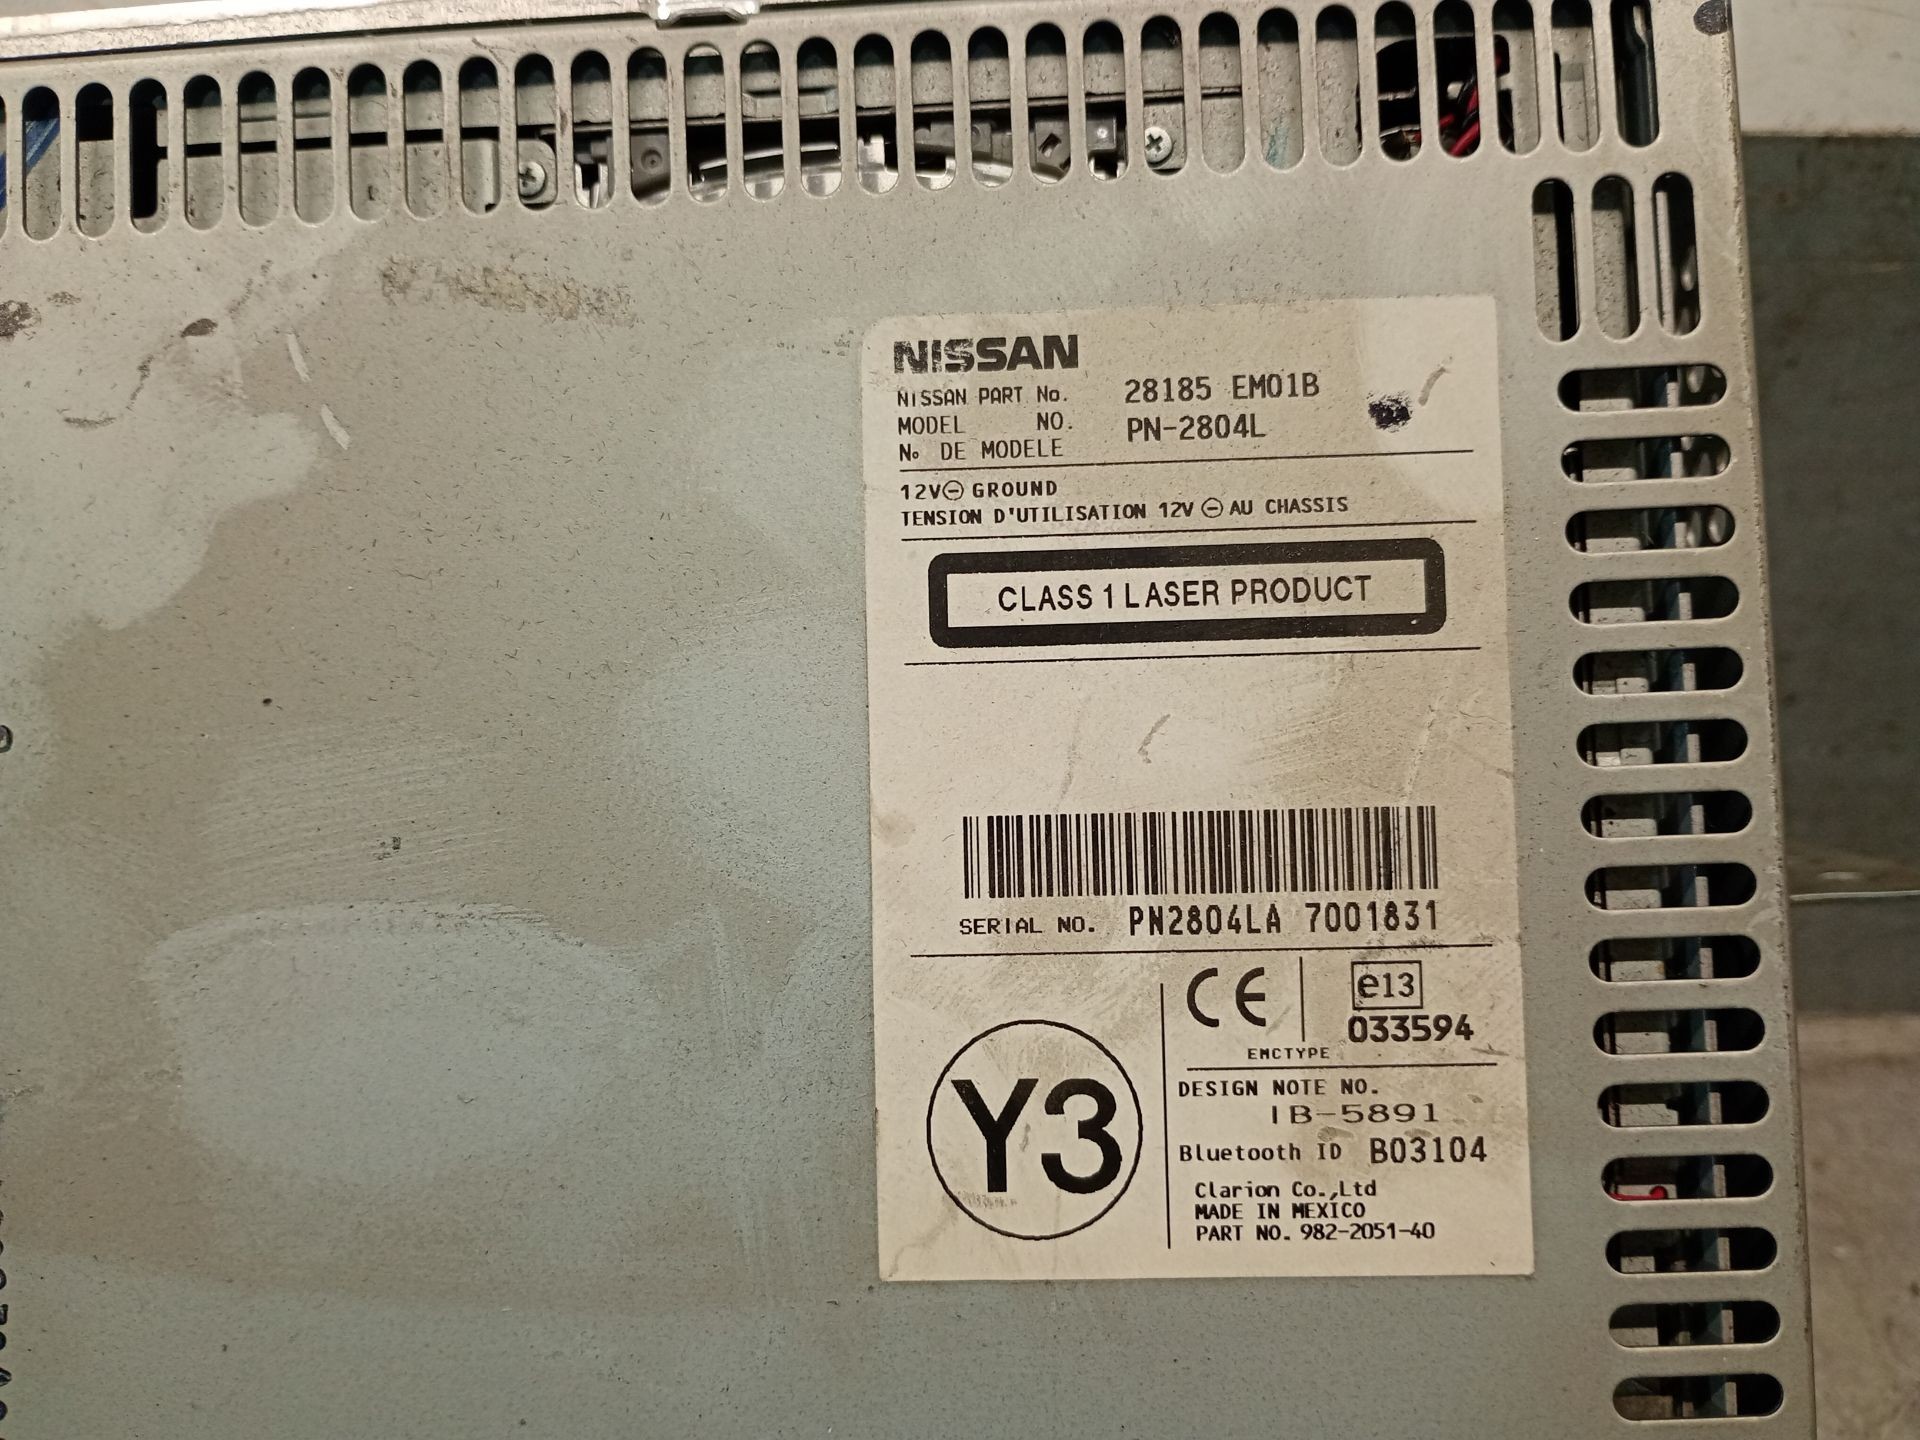 NISSAN
NISSAN PART No. 28185 EM01B
MODEL NO. PN-2804L
No DE MODELE
12V⊖ GROUND
TENSION D'UTILISATION 12V ⊖ AU CHASSIS
CLASS 1 LASER PRODUCT
SERIAL NO. PN2804LA 7001831
CE
e13
033594
EMCTYPE
Y3
DESIGN NOTE NO.
IB-5891
Bluetooth ID B03104
Clarion Co.,Ltd
MADE IN MEXICO
PART NO. 982-2051-40